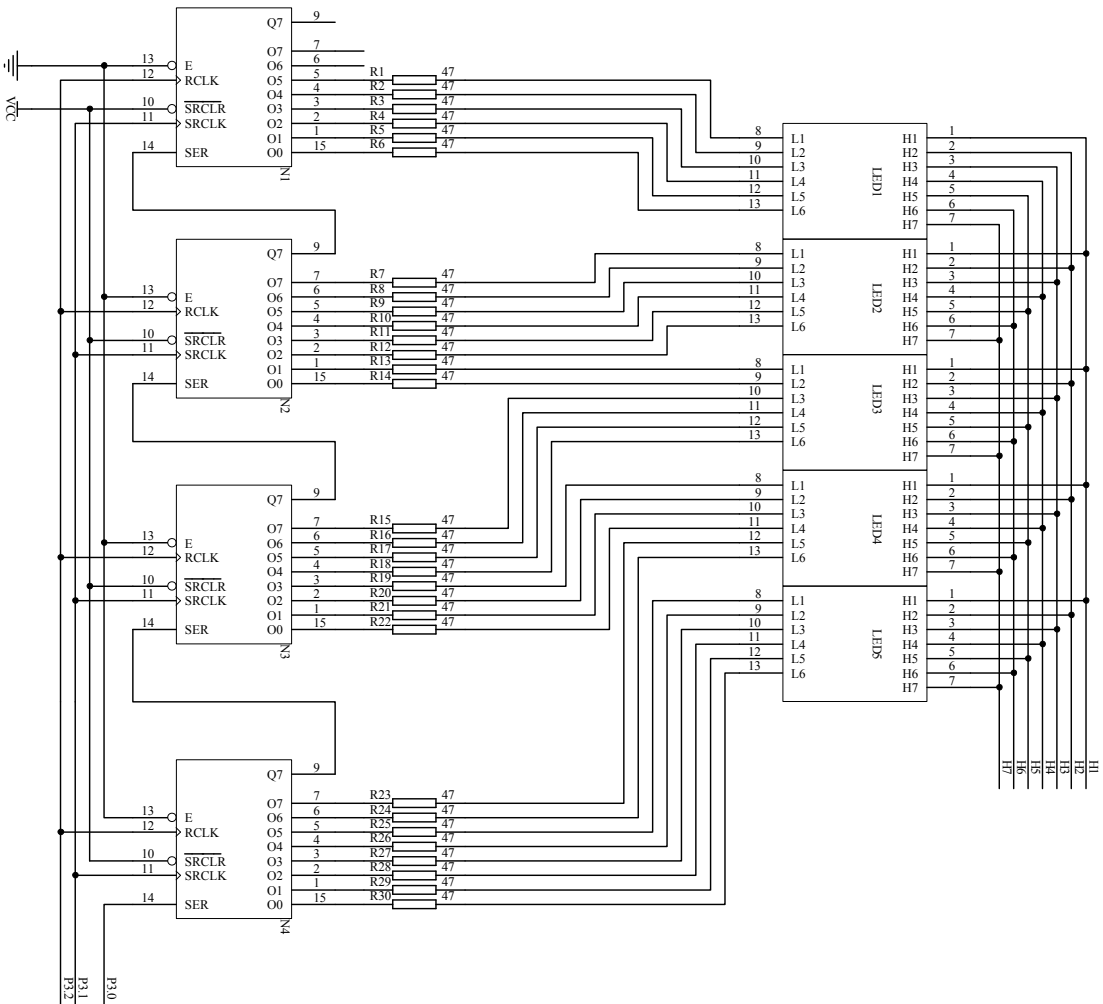 Q7 9
O7 7
O6 6
13 E O5 5 R1 47
12 RCLK O4 4 R2 47
O3 3 R3 47
10 SRCLR O2 2 R4 47
11 SRCLK O1 1 R5 47
14 SER O0 15 R6 47
N1
VCC
8 L1 H1 1
9 L2 H2 2
10 L3 H3 3
11 L4 H4 4
12 L5 H5 5
13 L6 H6 6
H7 7
LED1
Q7 9
O7 7 R7 47
13 E O6 6 R8 47
12 RCLK O5 5 R9 47
O4 4 R10 47
10 SRCLR O3 3 R11 47
11 SRCLK O2 2 R12 47
O1 1 R13 47
14 SER O0 15 R14 47
N2
8 L1 H1 1
9 L2 H2 2
10 L3 H3 3
11 L4 H4 4
12 L5 H5 5
13 L6 H6 6
H7 7
LED2
8 L1 H1 1
9 L2 H2 2
10 L3 H3 3
11 L4 H4 4
12 L5 H5 5
13 L6 H6 6
H7 7
LED3
Q7 9
O7 7 R15 47
13 E O6 6 R16 47
12 RCLK O5 5 R17 47
O4 4 R18 47
10 SRCLR O3 3 R19 47
11 SRCLK O2 2 R20 47
O1 1 R21 47
14 SER O0 15 R22 47
N3
8 L1 H1 1
9 L2 H2 2
10 L3 H3 3
11 L4 H4 4
12 L5 H5 5
13 L6 H6 6
H7 7
LED4
8 L1 H1 1
9 L2 H2 2
10 L3 H3 3
11 L4 H4 4
12 L5 H5 5
13 L6 H6 6
H7 7
LED5
H7 H6 H5 H4 H3 H2 H1
Q7 9
O7 7 R23 47
13 E O6 6 R24 47
12 RCLK O5 5 R25 47
O4 4 R26 47
10 SRCLR O3 3 R27 47
11 SRCLK O2 2 R28 47
O1 1 R29 47
14 SER O0 15 R30 47
N4
P3.2 P3.1 P3.0